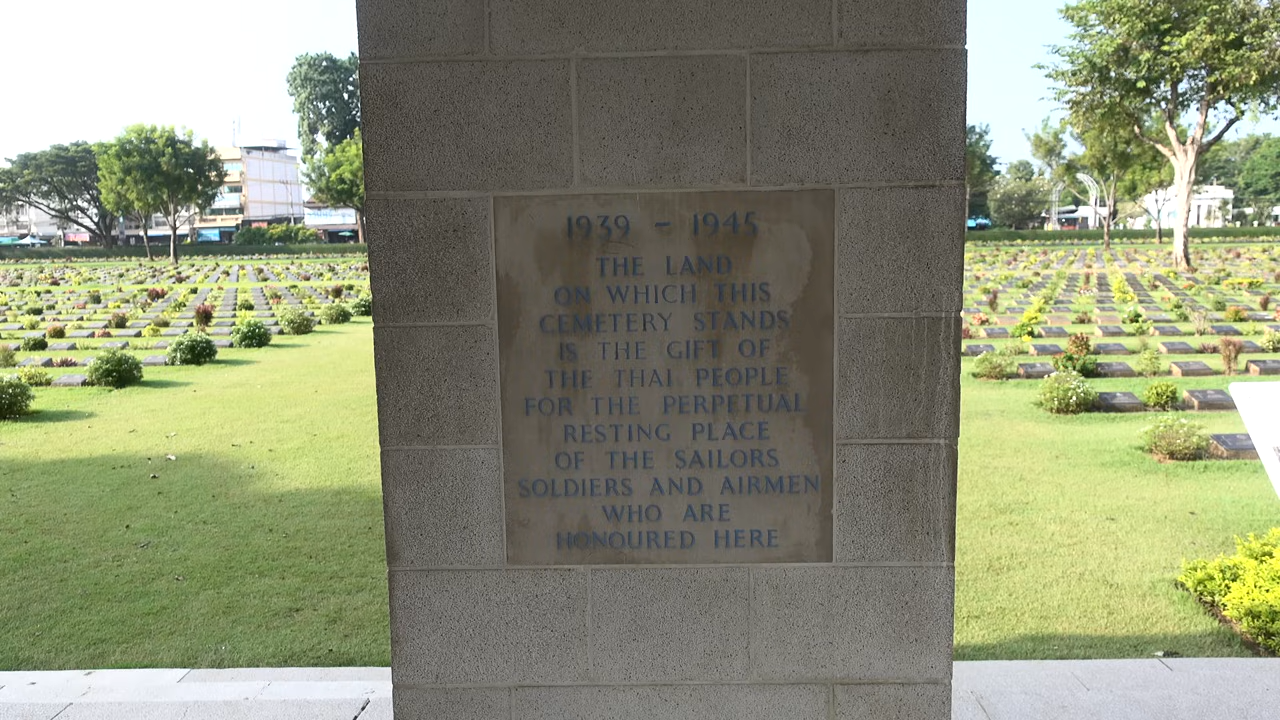 1939 - 1945
THE LAND
ON WHICH THIS
CEMETERY STANDS
IS THE GIFT OF
THE THAI PEOPLE
FOR THE PERPETUAL
RESTING PLACE
OF THE SAILORS
SOLDIERS AND AIRMEN
WHO ARE
HONOURED HERE